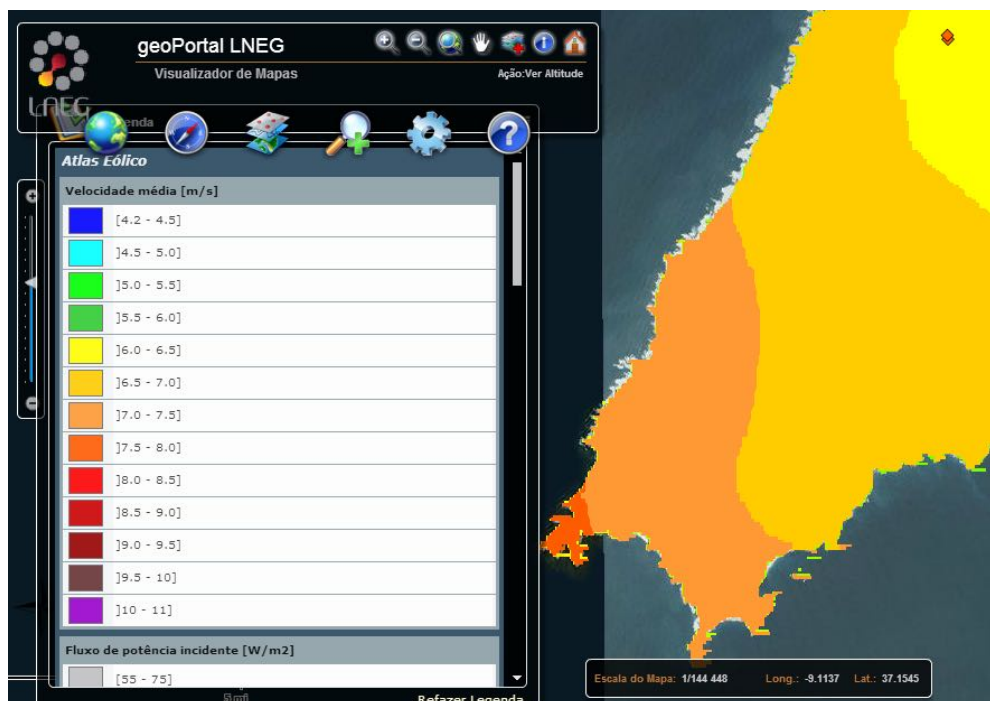 geoPortal LNEG
Visualizador de Mapas
Ação:Ver Altitude
LNEG
enda
Atlas Eólico
Velocidade média [m/s]
[4.2 - 4.5]
]4.5 - 5.0]
]5.0 - 5.5]
]5.5 - 6.0]
]6.0 - 6.5]
]6.5 - 7.0]
]7.0 - 7.5]
]7.5 - 8.0]
]8.0 - 8.5]
]8.5 - 9.0]
]9.0 - 9.5]
]9.5 - 10]
]10 - 11]
Fluxo de potência incidente [W/m2]
[55 - 75]
Refazer Legenda
Escala do Mapa: 1/144 448 Long.: -9.1137 Lat.: 37.1545